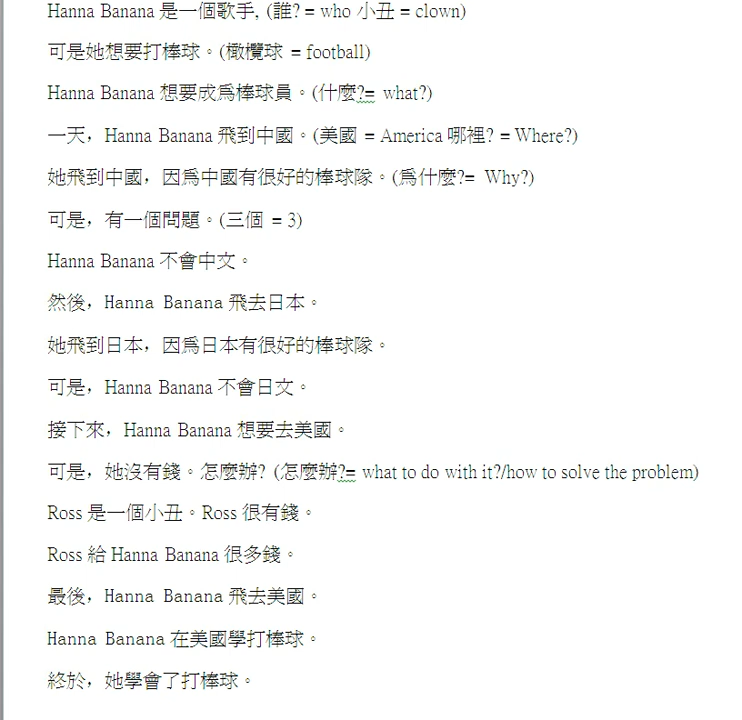 Hanna Banana 是一個歌手, (誰? = who 小丑 = clown)
可是她想要打棒球。(橄欖球 = football)
Hanna Banana 想要成為棒球員。(什麼?= what?)
一天，Hanna Banana 飛到中國。(美國 = America 哪裡? = Where?)
她飛到中國，因為中國有很好的棒球隊。(為什麼?= Why?)
可是，有一個問題。(三個 = 3)
Hanna Banana 不會中文。
然後，Hanna Banana 飛去日本。
她飛到日本，因為日本有很好的棒球隊。
可是，Hanna Banana 不會日文。
接下來，Hanna Banana 想要去美國。
可是，她沒有錢。怎麼辦? (怎麼辦?= what to do with it?/how to solve the problem)
Ross 是一個小丑。Ross 很有錢。
Ross 給 Hanna Banana 很多錢。
最後，Hanna Banana 飛去美國。
Hanna Banana 在美國學打棒球。
終於，她學會了打棒球。